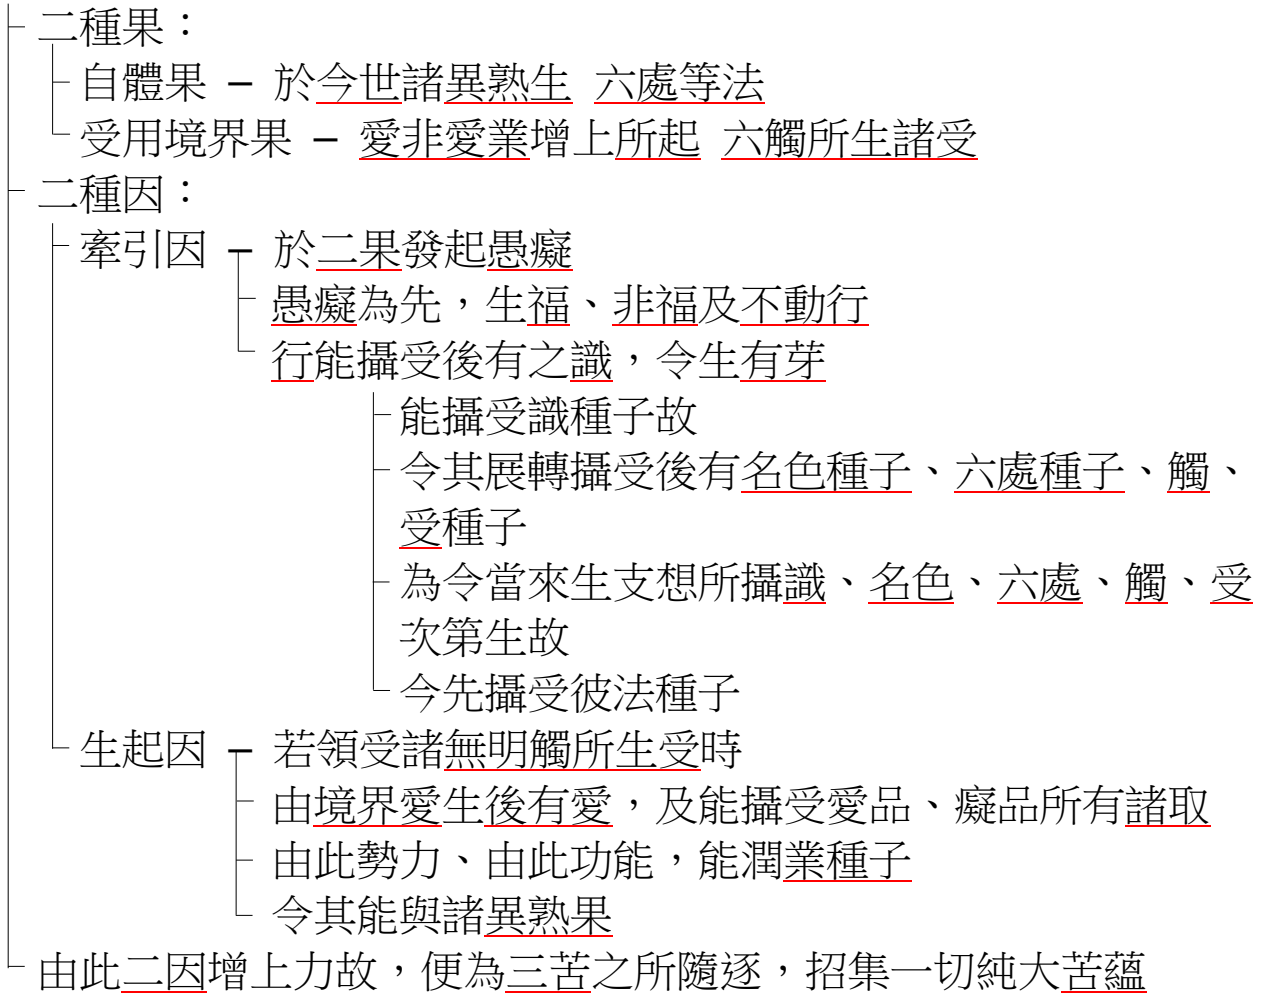 二種果：
自體果 － 於今世諸異熟生 六處等法
受用境界果 － 愛非愛業增上所起 六觸所生諸受
二種因：
牽引因 － 於二果發起愚癡
愚癡為先，生福、非福及不動行
行能攝受後有之識，令生有芽
能攝受識種子故
令其展轉攝受後有名色種子、六處種子、觸、
受種子
為令當來生支想所攝識、名色、六處、觸、受
次第生故
今先攝受彼法種子
生起因 － 若領受諸無明觸所生受時
由境界愛生後有愛，及能攝受愛品、癡品所有諸取
由此勢力、由此功能，能潤業種子
令其能與諸異熟果
由此二因增上力故，便為三苦之所隨逐，招集一切純大苦蘊